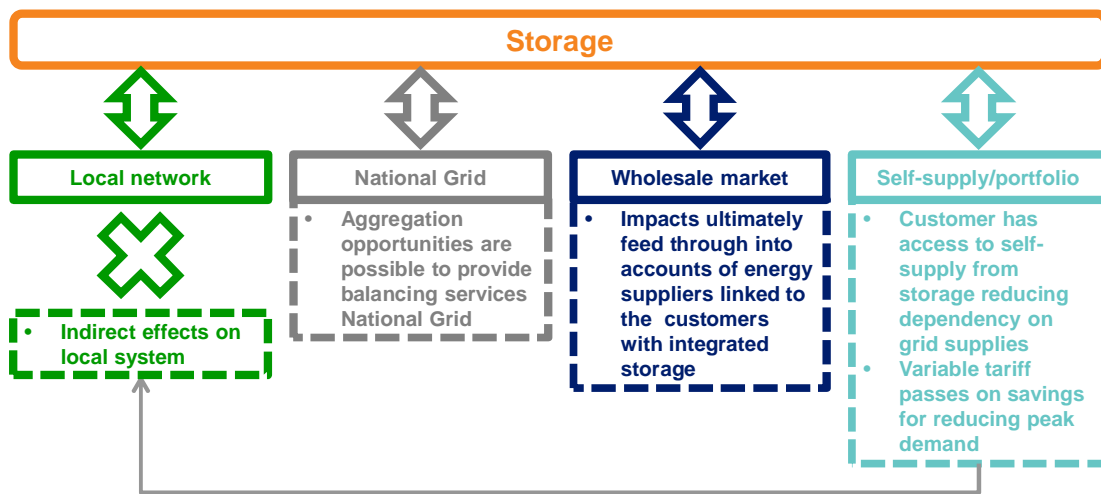 Storage
Local network
National Grid
Wholesale market
Self-supply/portfolio
• Indirect effects on
local system
• Aggregation
opportunities are
possible to provide
balancing services
National Grid
• Impacts ultimately
feed through into
accounts of energy
suppliers linked to
the customers
with integrated
storage
• Customer has
access to self-
supply from
storage reducing
dependency on
grid supplies
• Variable tariff
passes on savings
for reducing peak
demand